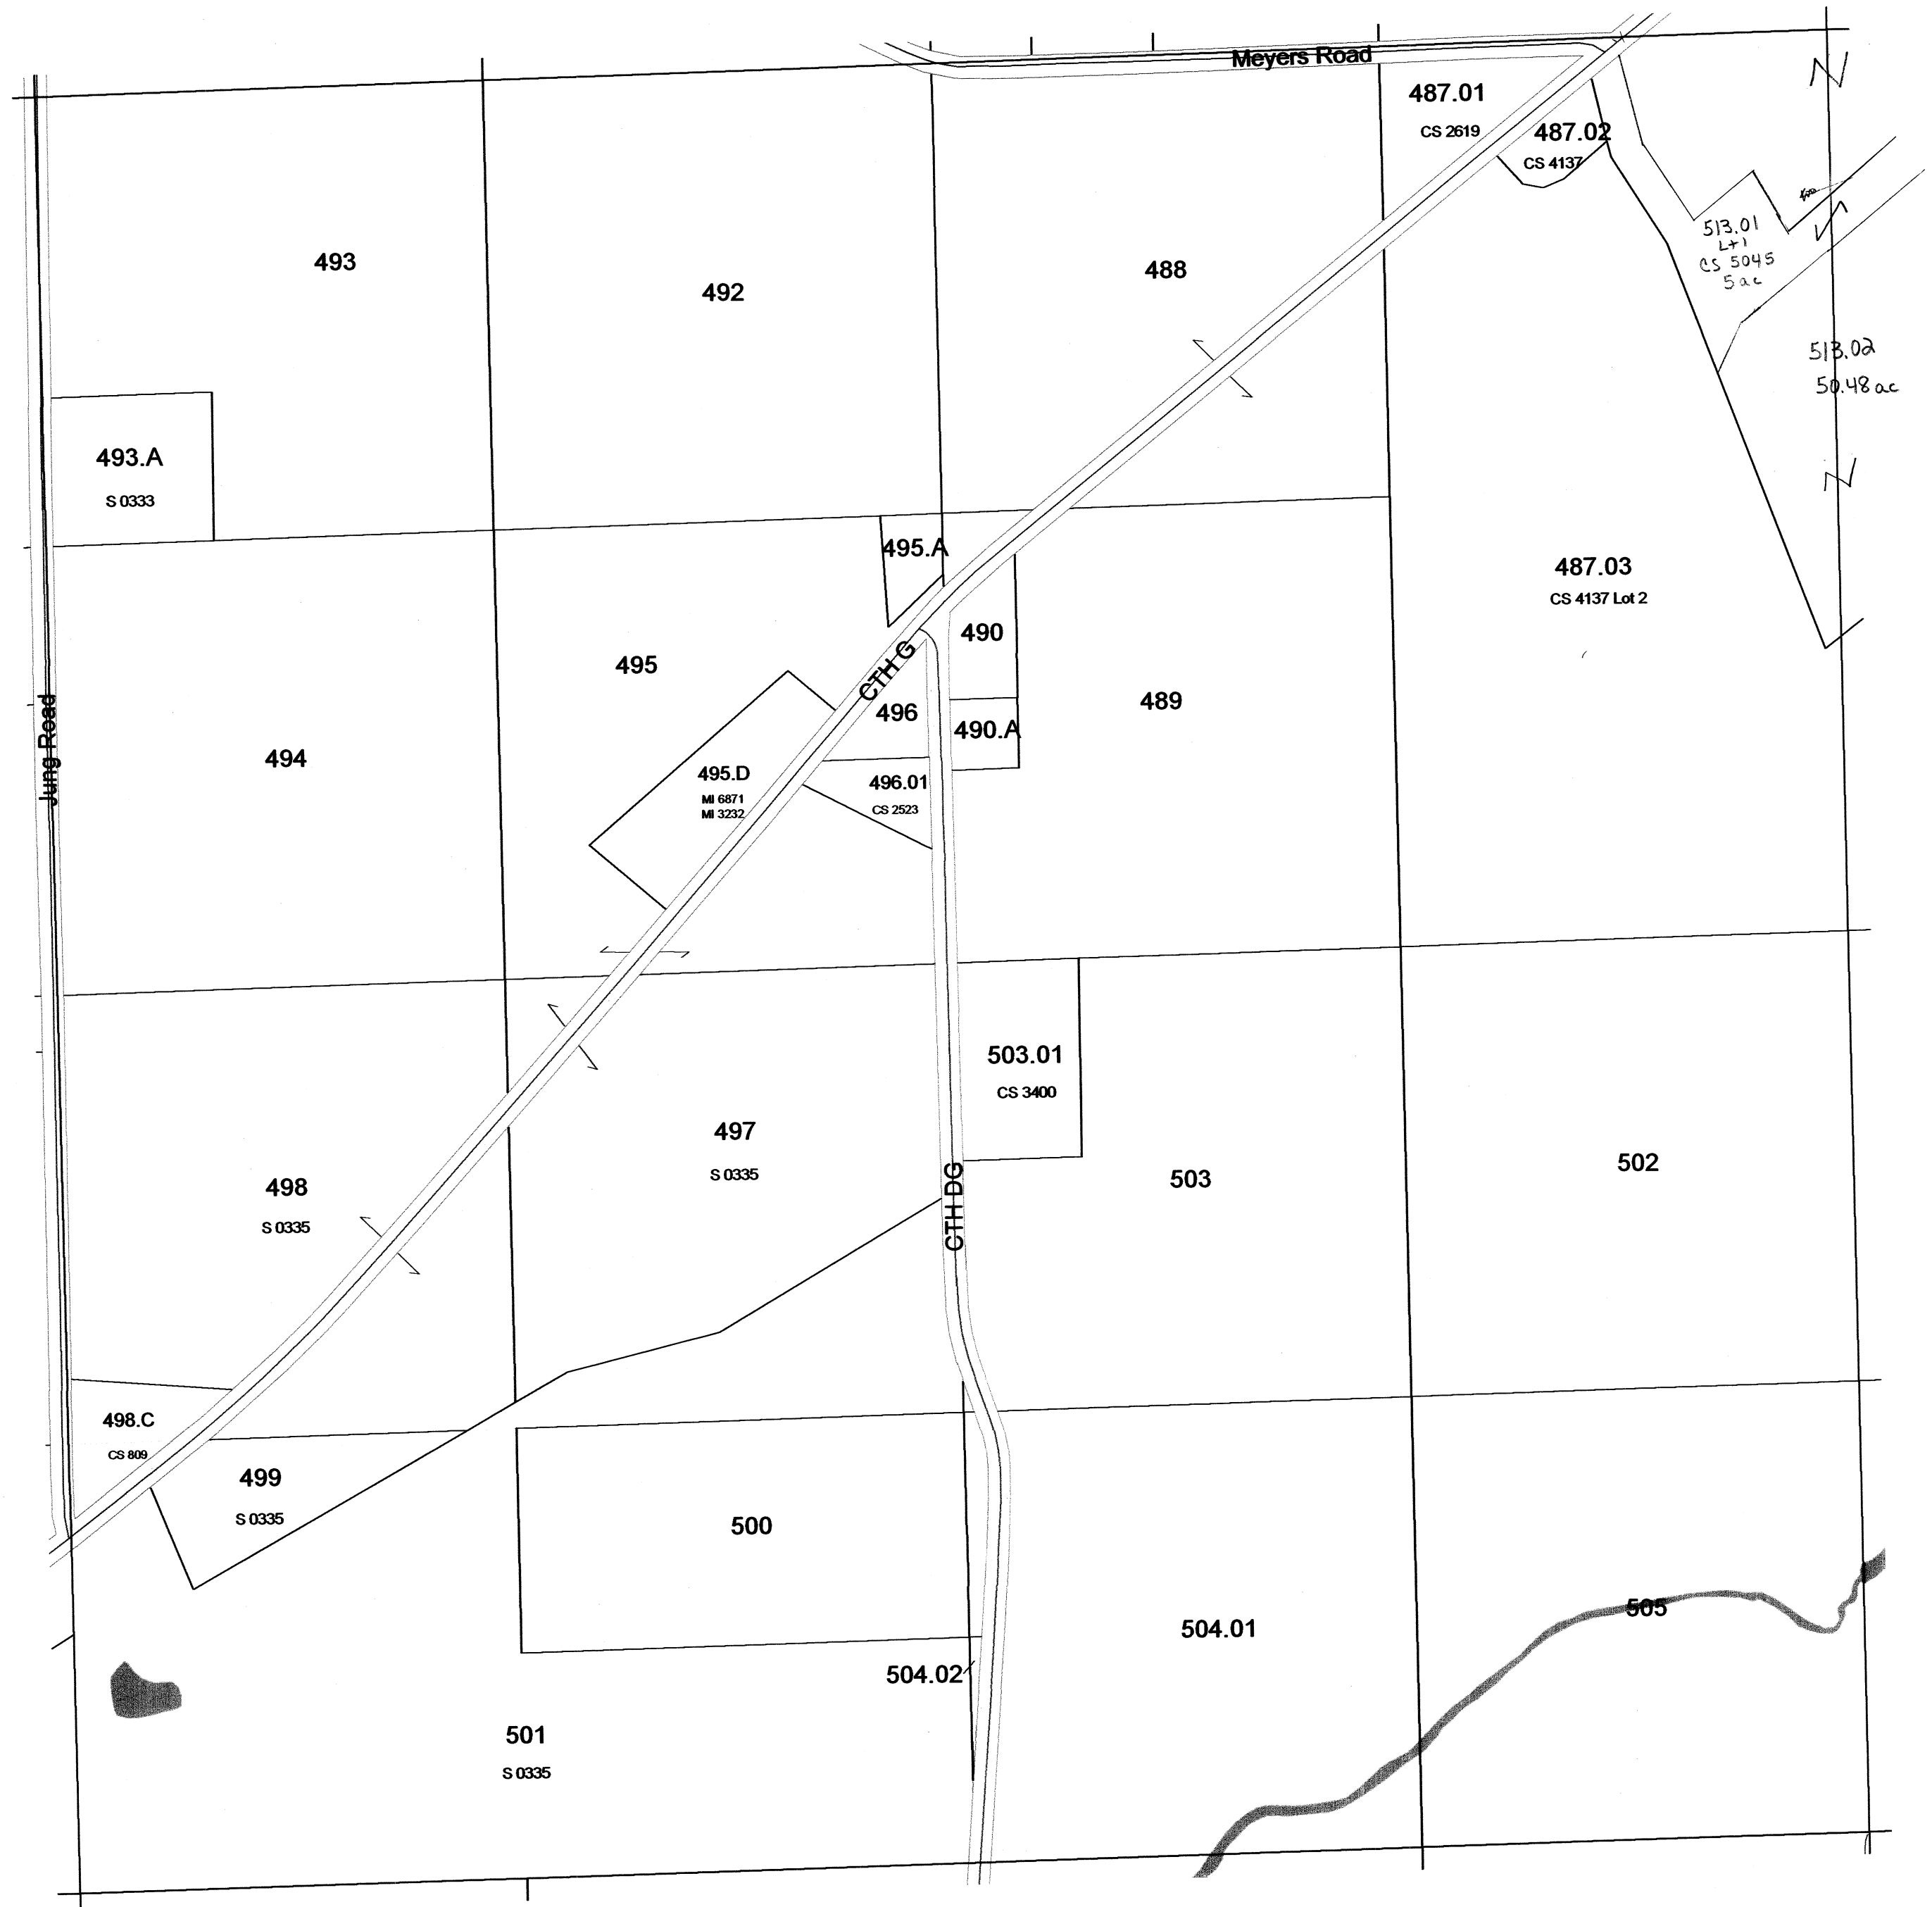 Meyers Road
487.01
CS 2619
487.02
CS 4137
513.01
Lt 1
CS 5045
5 ac
493
492
488
513.02
50.48 ac
493.A
S 0333
495.A
487.03
CS 4137 Lot 2
490
495
CTH G
496
490.A
489
Jung Road
494
495.D
MI 6871
MI 3232
496.01
CS 2523
503.01
CS 3400
497
S 0335
498
S 0335
CTH DG
503
502
498.C
CS 809
499
S 0335
500
504.01
505
504.02
501
S 0335